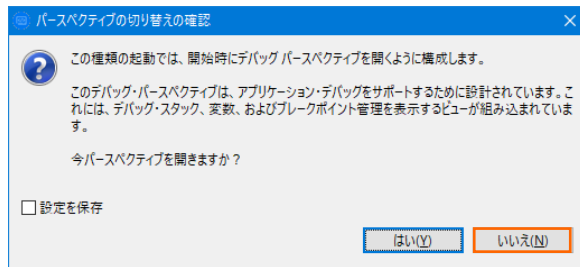 パースペクティブの切り替えの確認
この種類の起動では、開始時にデバッグ パースペクティブを開くように構成します。
このデバッグ・パースペクティブは、アプリケーション・デバッグをサポートするために設計されています。こ
れには、デバッグ・スタック、変数、およびブレークポイント管理を表示するビューが組み込まれていま
す。
今パースペクティブを開きますか？
設定を保存
はい(Y)
いいえ(N)